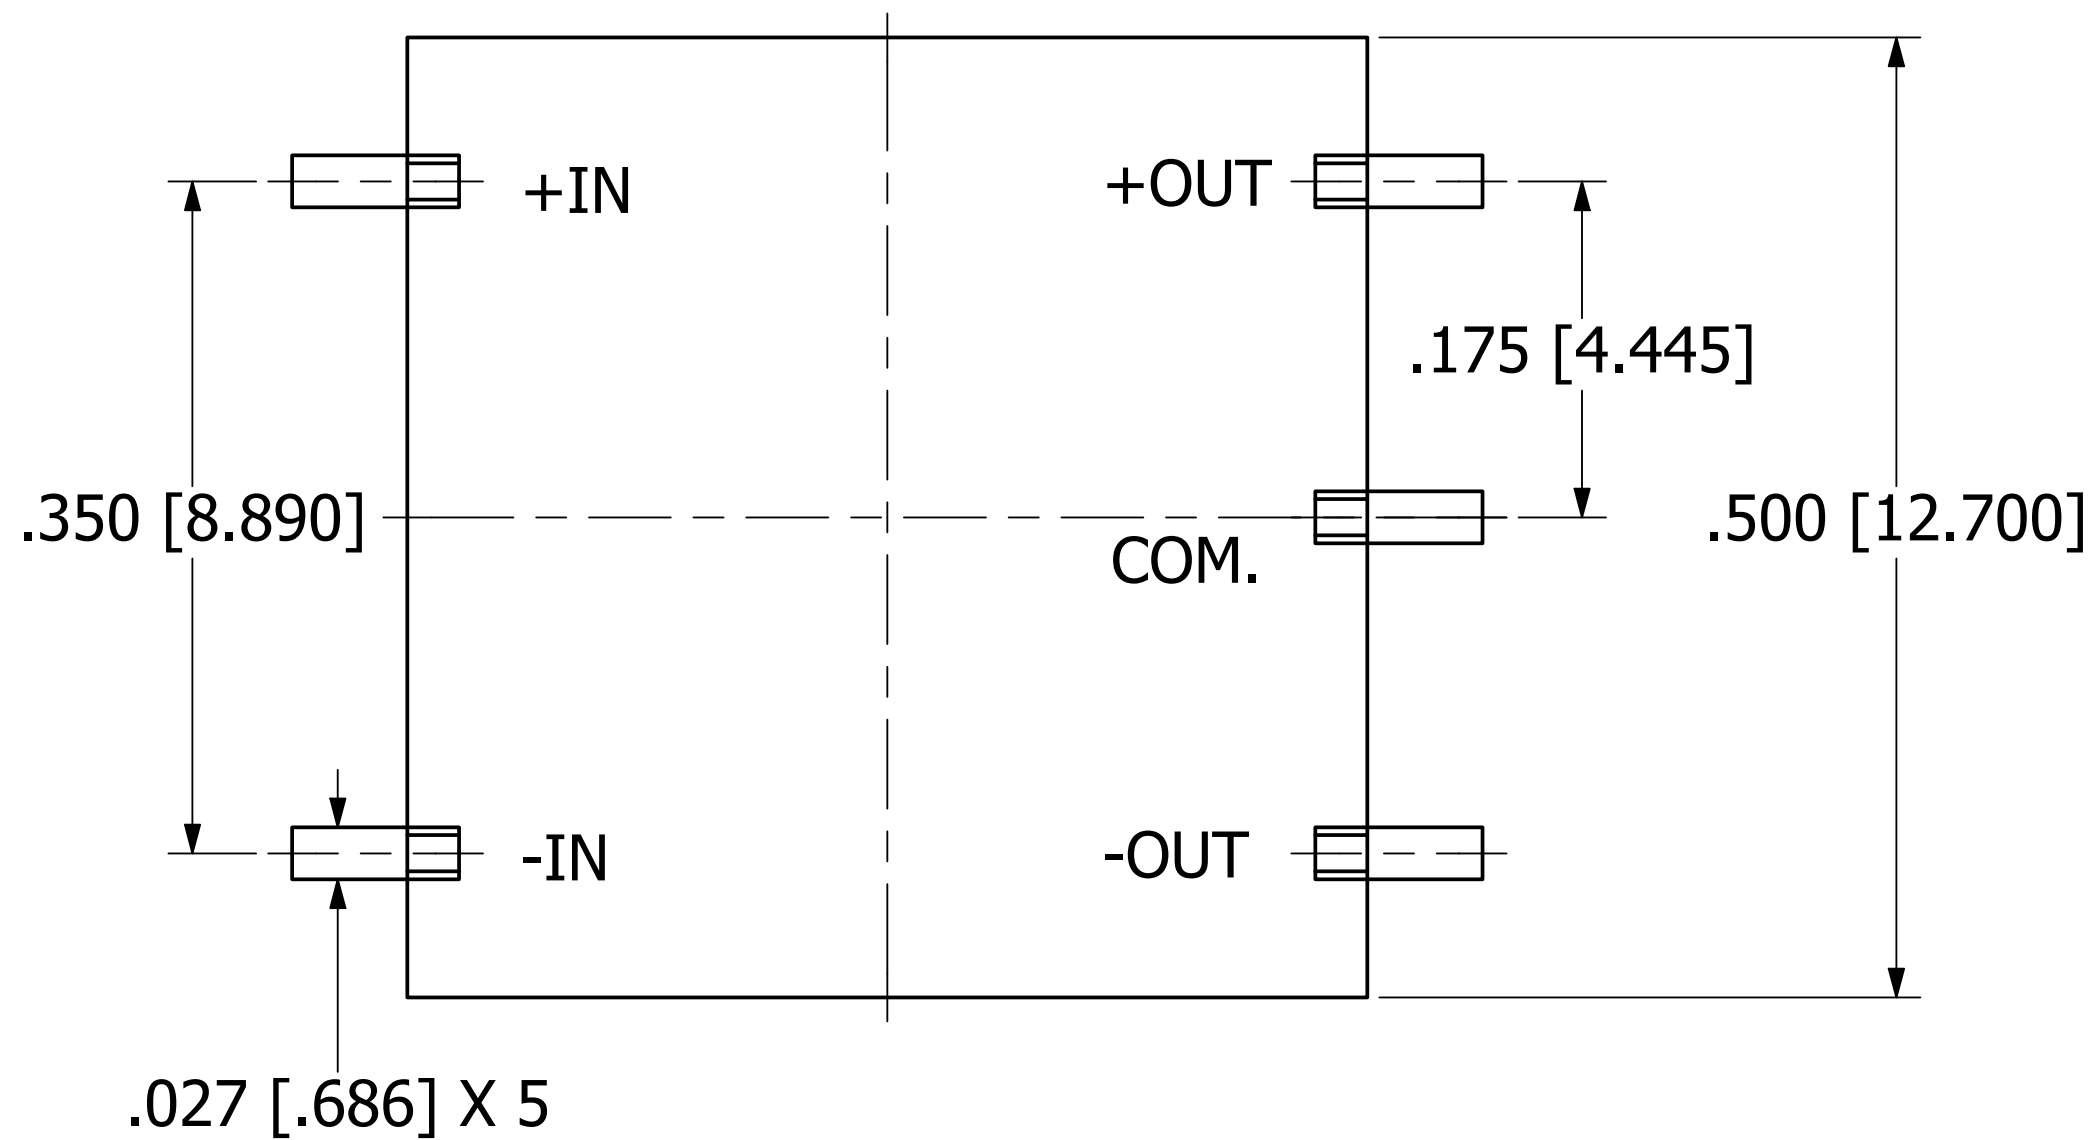 +IN
+OUT
.175 [4.445]
.350 [8.890]
.500 [12.700]
COM.
-IN
-OUT
.027 [.686] X 5